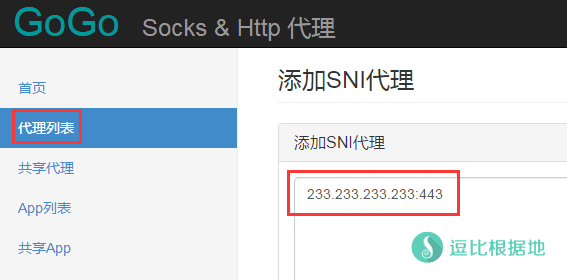 GoGo Socks & Http 代理
首页
代理列表
共享代理
App列表
共享App
添加SNI代理
添加SNI代理
233.233.233.233:443
逗比根据地